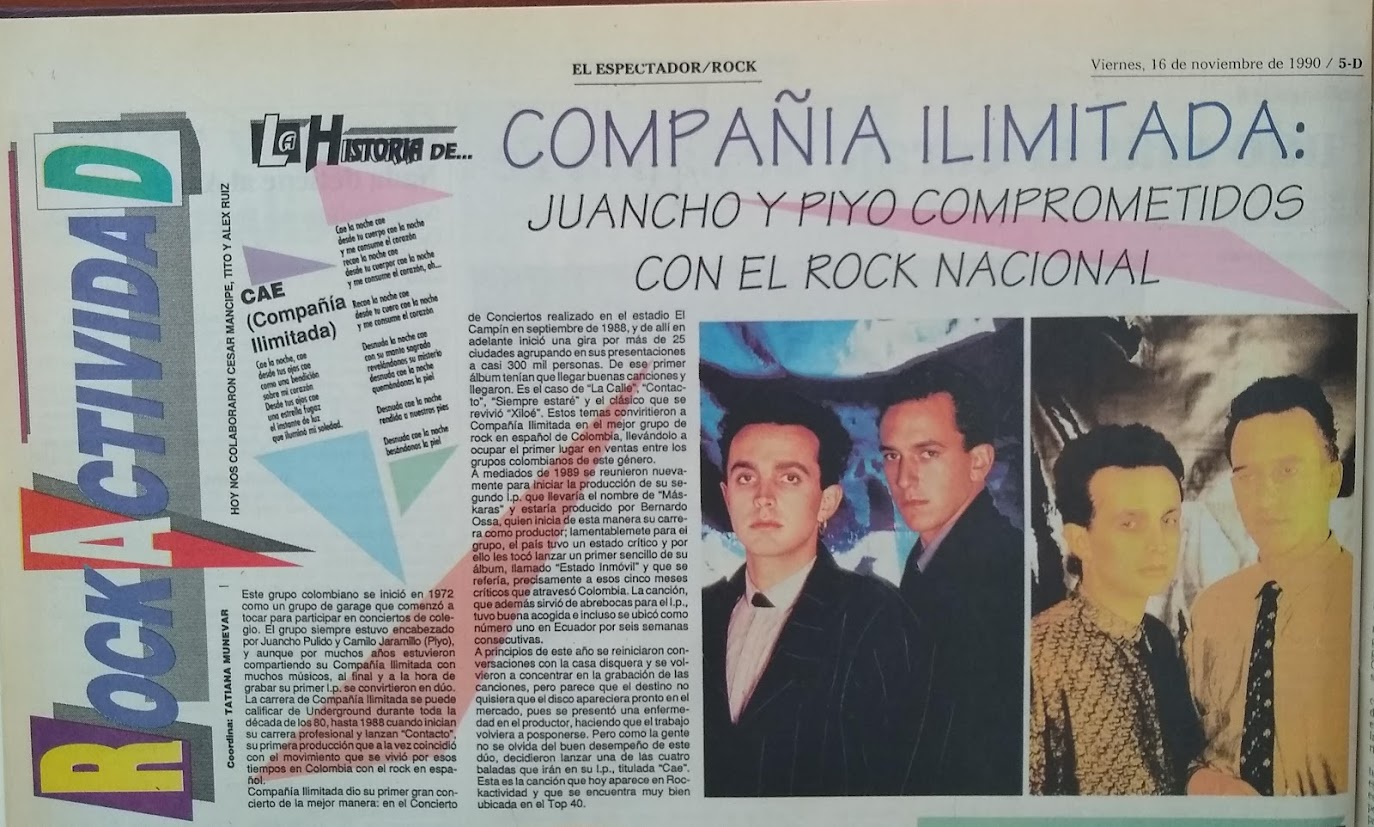 EL ESPECTADOR/ROCK
Viernes, 16 de noviembre de 1990 / 5-D
ROCK ACTIVIDAD
HOY NOS COLABORARON CESAR MANCIPE, TITO Y ALEX RUIZ
Coordina: TATIANA MUNEVAR
LA HISTORIA DE...
COMPAÑIA ILIMITADA:
JUANCHO Y PIYO COMPROMETIDOS
CON EL ROCK NACIONAL
CAE
(Compañía
Ilimitada)
Cae la noche, cae
desde tus ojos cae
como una bendición
sobre mi corazón
Desde tus ojos cae
una estrella fugaz
el instante de luz
que iluminó mi soledad.
Cae la noche cae
desde tu cuerpo cae la noche
y me consume el corazón
recae la noche cae
desde tu cuerpor cae la noche
y me consume el corazón, oh...
Recae la noche cae
desde tu cuero cae la noche
y me consume el corazón
Desnuda la noche cae
con su manto sagrado
revelándonos su misterio
desnuda cae la noche
quemándonos la piel
Desnuda cae la noche
rendida a nuestros pies
Desnuda cae la noche
besándonos la piel
Este grupo colombiano se inició en 1972
como un grupo de garage que comenzó a
tocar para participar en conciertos de cole-
gio. El grupo siempre estuvo encabezado
por Juancho Pulido y Camilo Jaramillo (Piyo),
y aunque por muchos años estuvieron
compartiendo su Compañía Ilimitada con
muchos músicos, al final y a la hora de
grabar su primer l.p. se convirtieron en dúo.
La carrera de Compañía Ilimitada se puede
calificar de Underground durante toda la
década de los 80, hasta 1988 cuando inician
su carrera profesional y lanzan "Contacto",
su primera producción que a la vez coincidió
con el movimiento que se vivió por esos
tiempos en Colombia con el rock en espa-
ñol.
Compañía Ilimitada dio su primer gran con-
cierto de la mejor manera: en el Concierto
de Conciertos realizado en el estadio El
Campín en septiembre de 1988, y de allí en
adelante inició una gira por más de 25
ciudades agrupando en sus presentaciones
a casi 300 mil personas. De ese primer
álbum tenían que llegar buenas canciones y
llegaron. Es el caso de "La Calle", "Contac-
to", "Siempre estaré" y el clásico que se
revivió "Xiloé". Estos temas convirtieron a
Compañía Ilimitada en el mejor grupo de
rock en español de Colombia, llevándolo a
ocupar el primer lugar en ventas entre los
grupos colombianos de este género.
A mediados de 1989 se reunieron nueva-
mente para iniciar la producción de su se-
gundo l.p. que llevaría el nombre de "Más-
karas" y estaría producido por Bernardo
Ossa, quien inicia de esta manera su carre-
ra como productor; lamentablemete para el
grupo, el país tuvo un estado crítico y por
ello les tocó lanzar un primer sencillo de su
álbum, llamado "Estado Inmóvil" y que se
refería, precisamente a esos cinco meses
críticos que atravesó Colombia. La canción,
que además sirvió de abrebocas para el l.p.,
tuvo buena acogida e incluso se ubicó como
número uno en Ecuador por seis semanas
consecutivas.
A principios de este año se reiniciaron con-
versaciones con la casa disquera y se vol-
vieron a concentrar en la grabación de las
canciones, pero parece que el destino no
quisiera que el disco apareciera pronto en el
mercado, pues se presentó una enferme-
dad en el productor, haciendo que el trabajo
volviera a posponerse. Pero como la gente
no se olvida del buen desempeño de este
dúo, decidieron lanzar una de las cuatro
baladas que irán en su l.p., titulada "Cae".
Esta es la canción que hoy aparece en Roc-
kactividad y que se encuentra muy bien
ubicada en el Top 40.